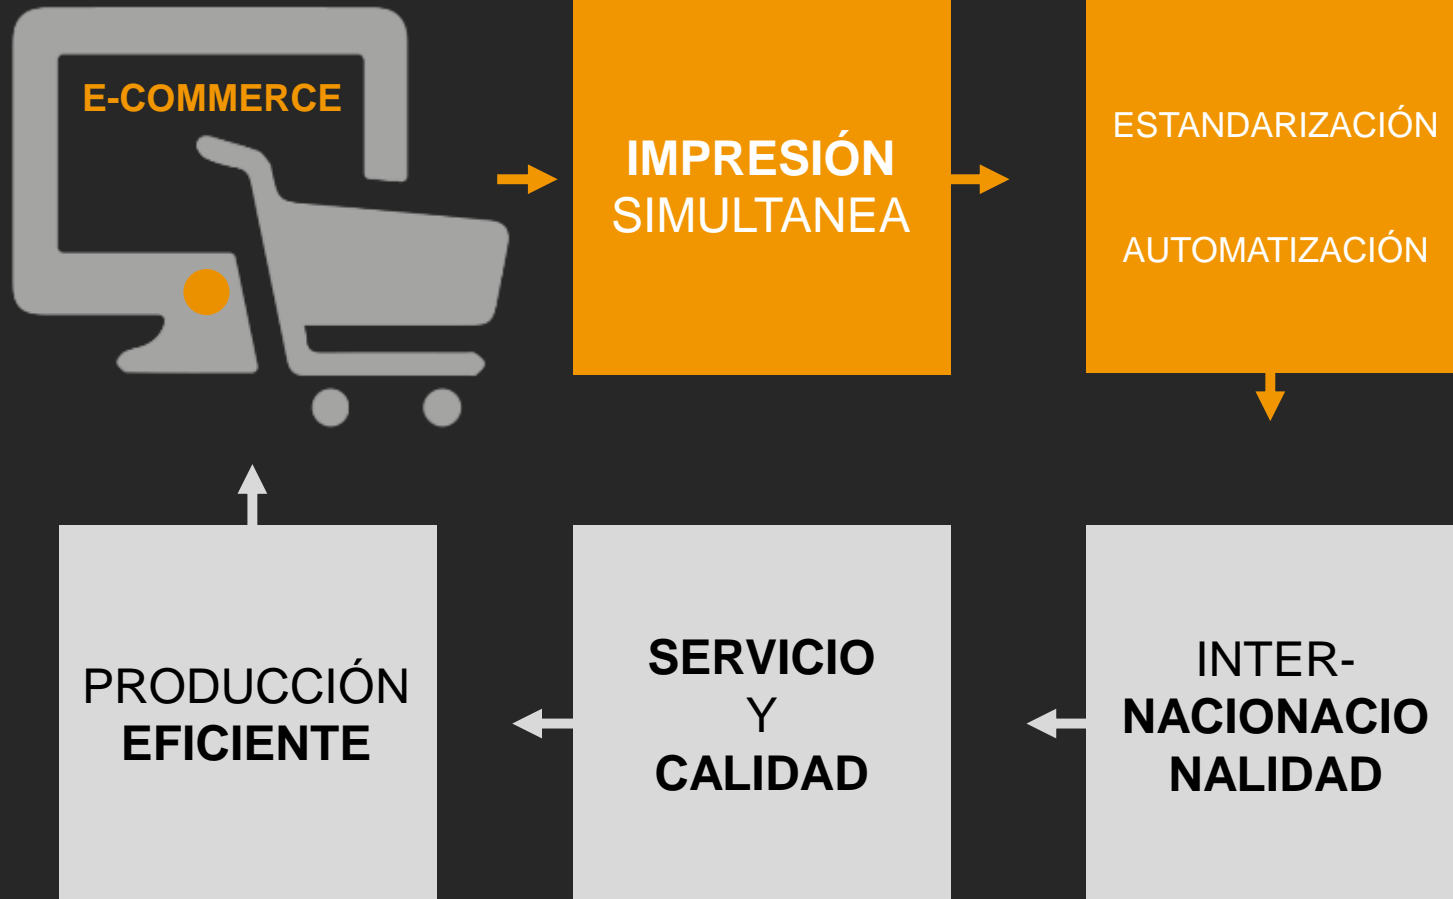 E-COMMERCE
IMPRESIÓN
SIMULTANEA
ESTANDARIZACIÓN
AUTOMATIZACIÓN
PRODUCCIÓN
EFICIENTE
SERVICIO
Y
CALIDAD
INTER-
NACIONACIO
NALIDAD